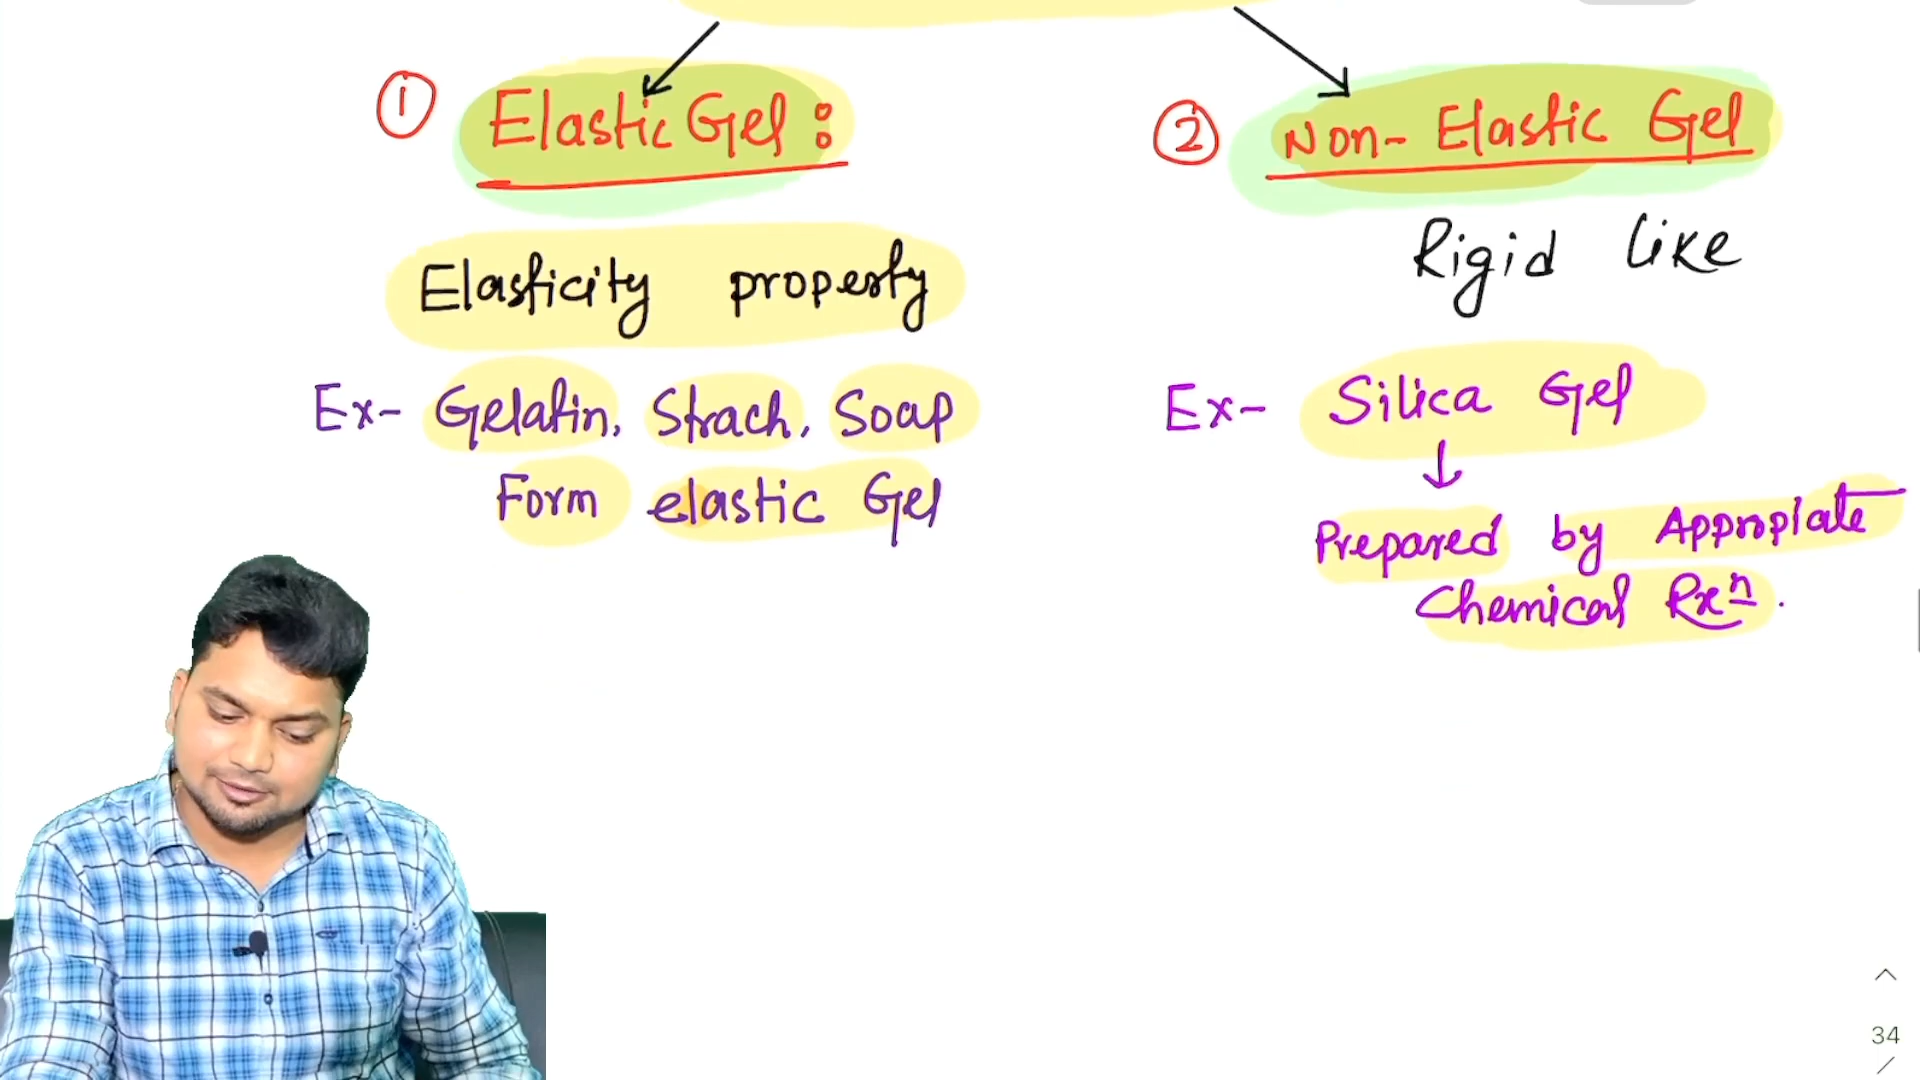 ① Elastic Gel:
Elasticity property
Ex- Gelatin, Strach, Soap
Form elastic Gel
② Non- Elastic Gel
Rigid like
Ex- Silica Gel
↓
Prepared by Appropiate
Chemical Rxn.
34